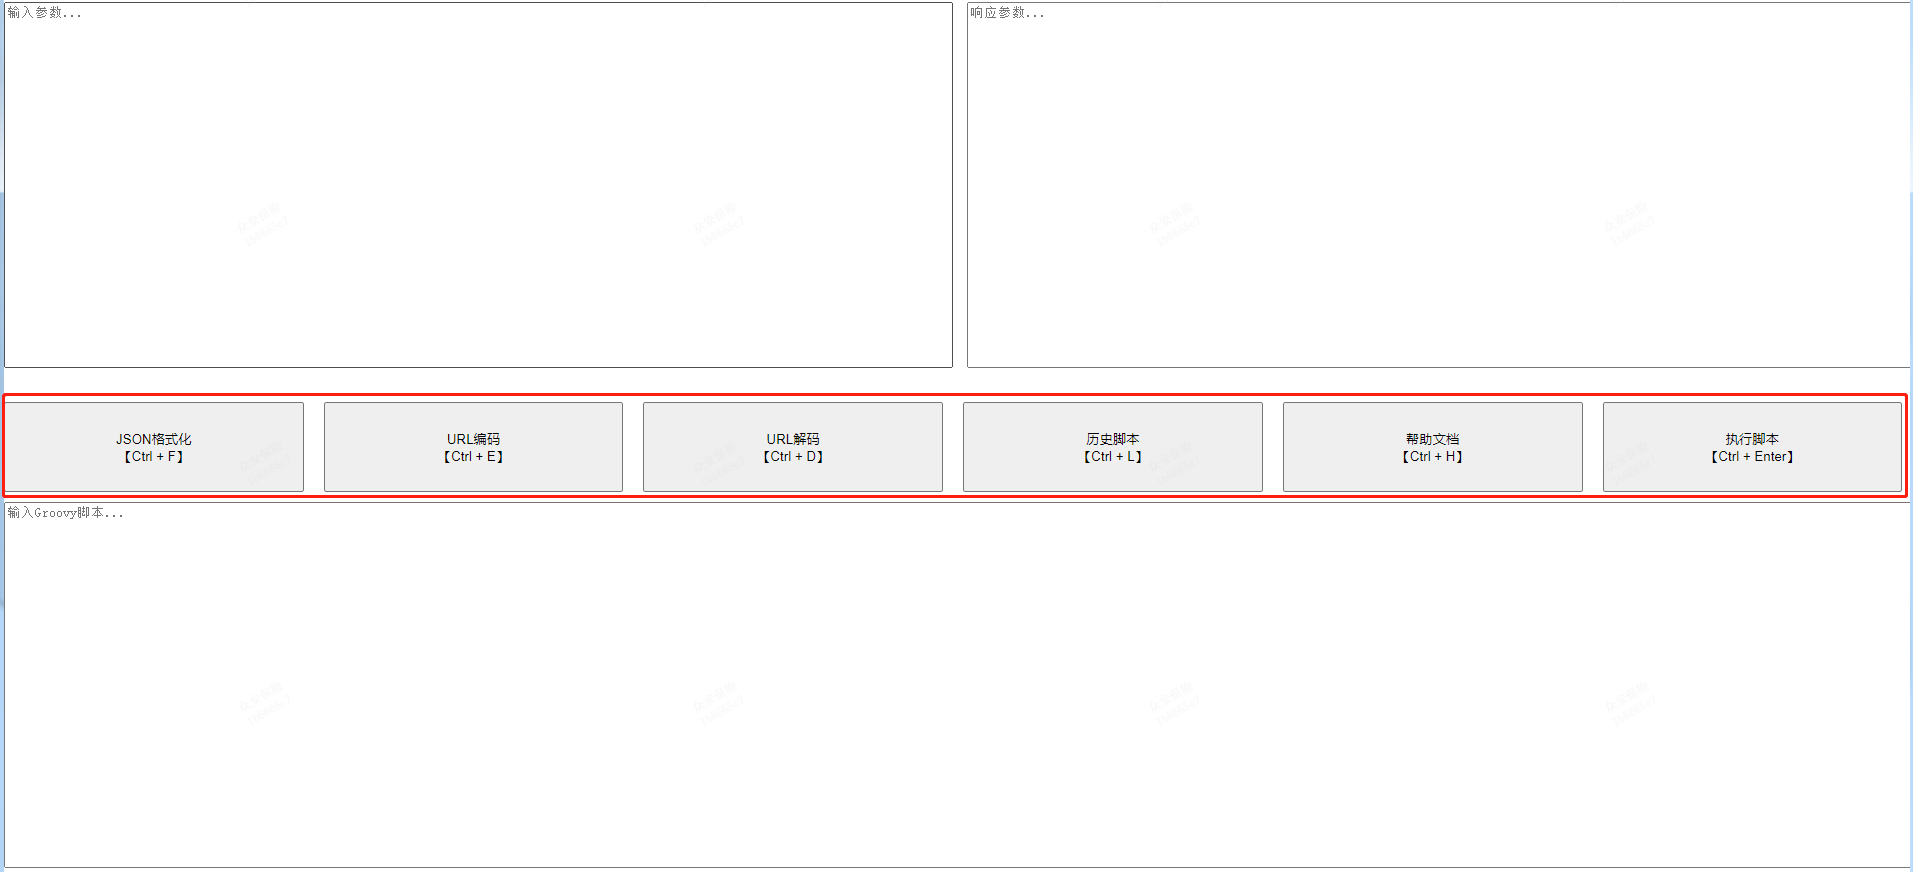 输入参数...
响应参数...
JSON格式化
【Ctrl + F】
URL编码
【Ctrl + E】
URL解码
【Ctrl + D】
历史脚本
【Ctrl + L】
帮助文档
【Ctrl + H】
执行脚本
【Ctrl + Enter】
输入Groovy脚本...